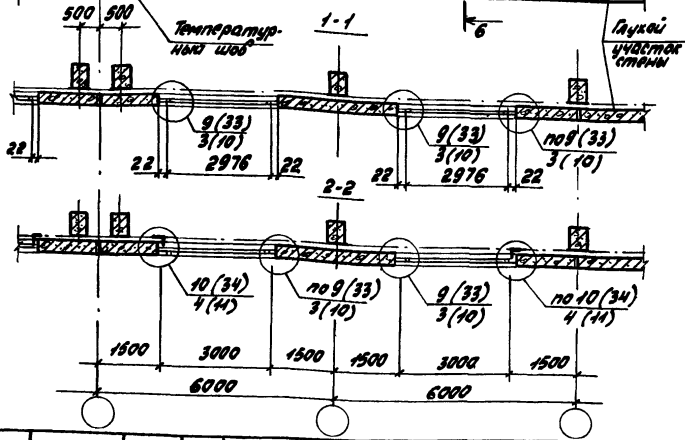 500 500
Температур-
ный шов
1-1
б
Глухой
участок
стены
9(33)
3(10)
9(33)
3(10)
по 9(33)
3(10)
22
22 2976 22
22 2976 22
2-2
10(34)
4(11)
по 9(33)
3(10)
9(33)
3(10)
по 10(34)
4(11)
1500 3000 1500 1500 3000 1500
6000 6000